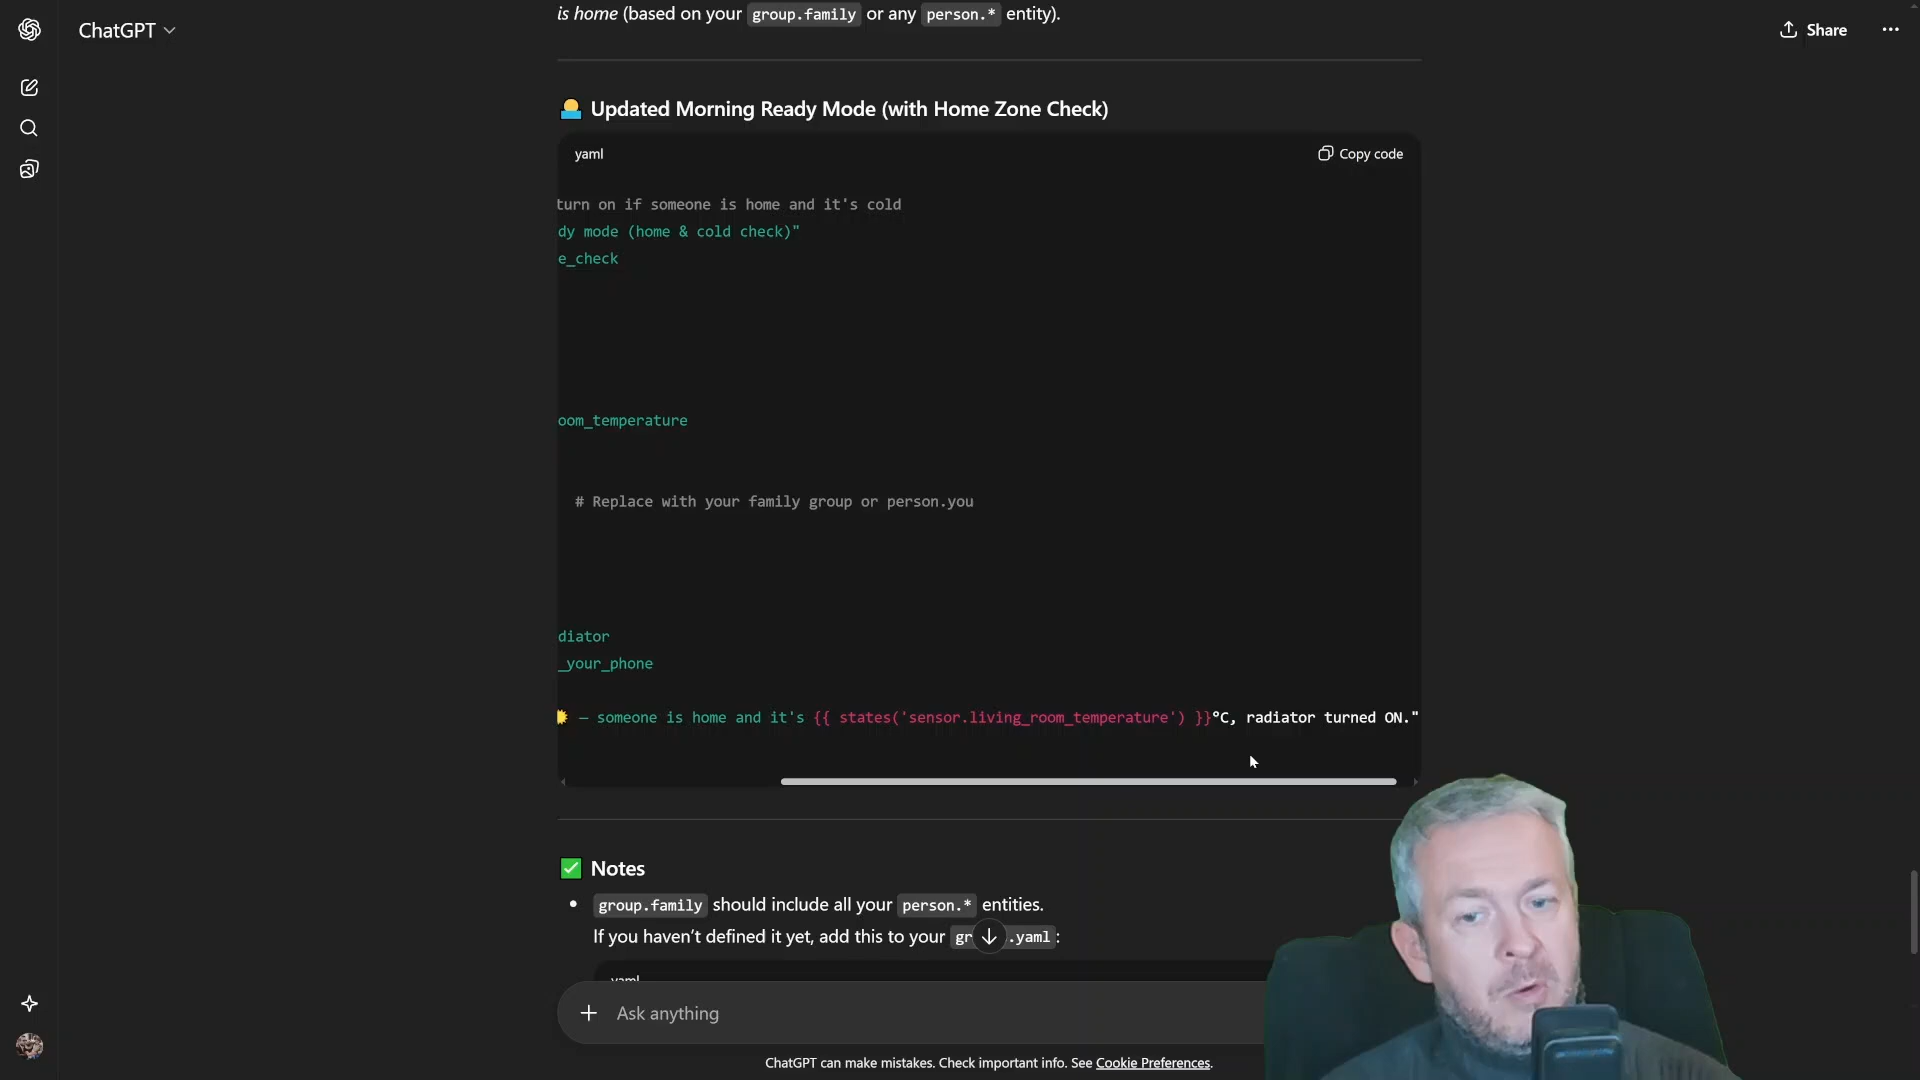 is home (based on your group.family or any person.* entity).
ChatGPT
Share
Updated Morning Ready Mode (with Home Zone Check)
yaml
Copy code
turn on if someone is home and it's cold
dy mode (home & cold check)"
e_check
oom_temperature
# Replace with your family group or person.you
diator
_your_phone
— someone is home and it's {{ states('sensor.living_room_temperature') }}°C, radiator turned ON."
Notes
group.family should include all your person.* entities.
If you haven't defined it yet, add this to your gr .yaml:
yaml
Ask anything
ChatGPT can make mistakes. Check important info. See Cookie Preferences.